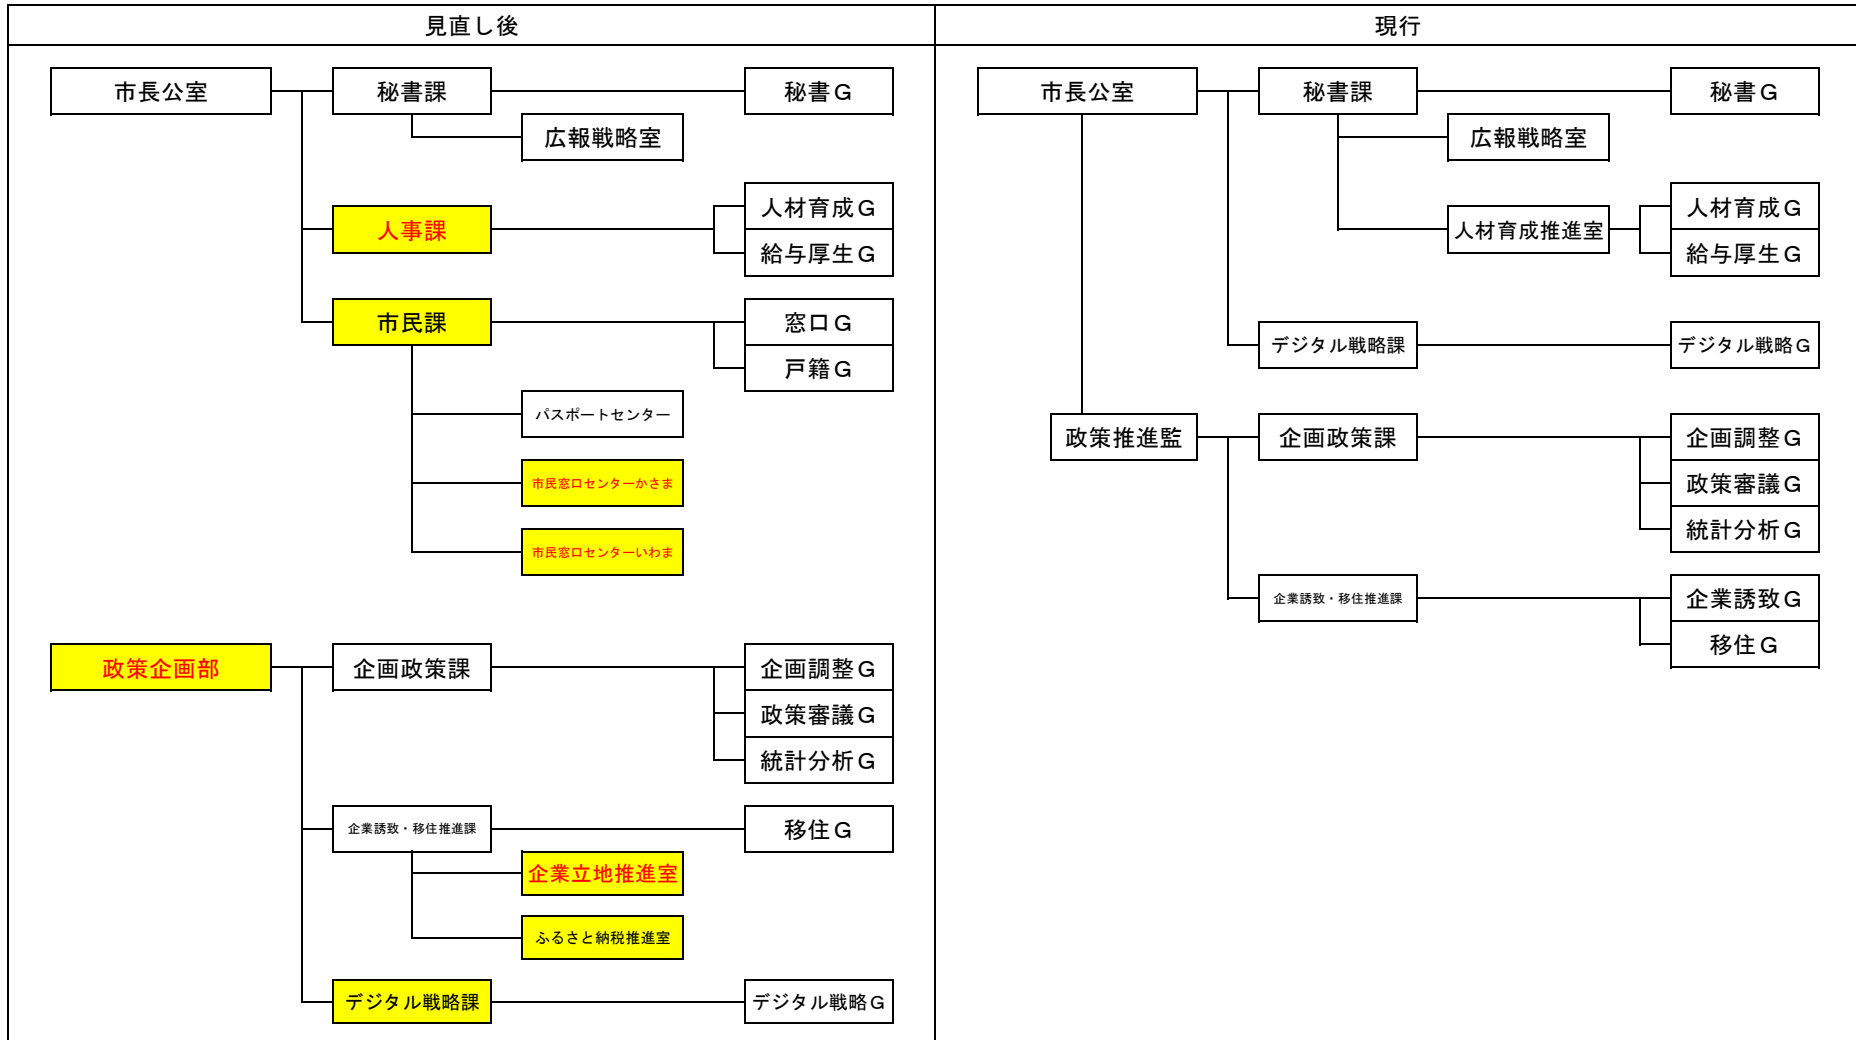 見直し後
市長公室
秘書課
秘書G
広報戦略室
人事課
人材育成G
給与厚生G
市民課
窓口G
戸籍G
パスポートセンター
市民窓口センターかさま
市民窓口センターいわま
政策企画部
企画政策課
企画調整G
政策審議G
統計分析G
企業誘致・移住推進課
移住G
企業立地推進室
ふるさと納税推進室
デジタル戦略課
デジタル戦略G
現行
市長公室
秘書課
秘書G
広報戦略室
人材育成推進室
人材育成G
給与厚生G
デジタル戦略課
デジタル戦略G
政策推進監
企画政策課
企画調整G
政策審議G
統計分析G
企業誘致・移住推進課
企業誘致G
移住G